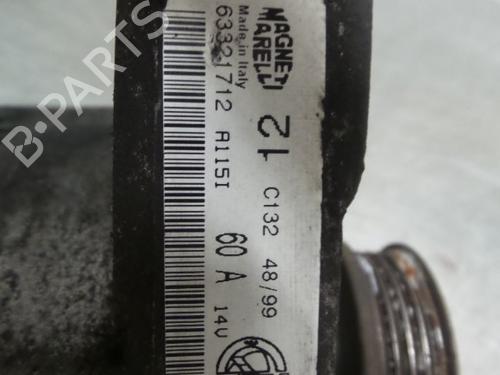 MAGNETI
MARELLI
Made in Italy
63321712 A115I
21 C132 48/99
60 A 14V
B-PARTS